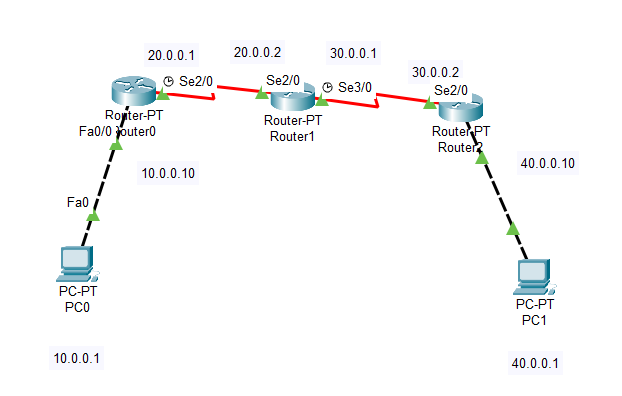 20.0.0.1
20.0.0.2
30.0.0.1
30.0.0.2
Se2/0
Se2/0
Se3/0
Se2/0
Router-PT
Router0
Router-PT
Router1
Router-PT
Router2
Fa0/0
10.0.0.10
40.0.0.10
Fa0
PC-PT
PC0
PC-PT
PC1
10.0.0.1
40.0.0.1